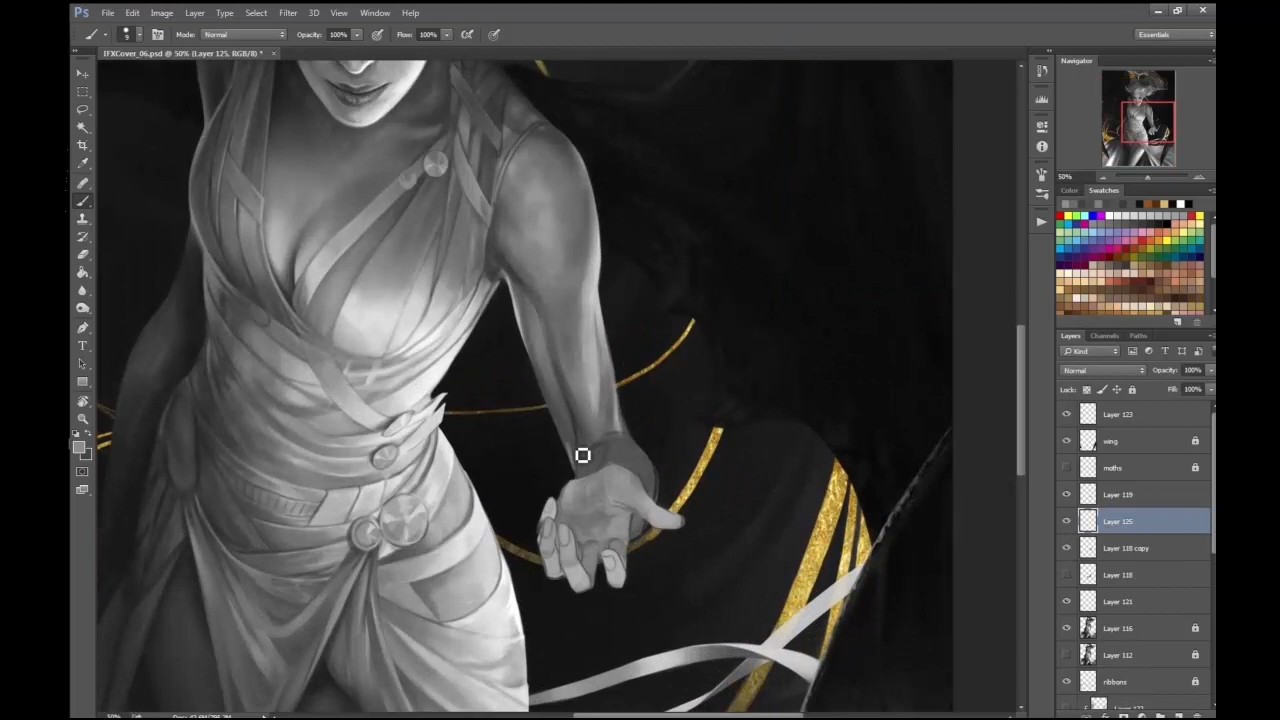 Ps File Edit Image Layer Type Select Filter 3D View Window Help
9 Mode: Normal Opacity: 100% Flow: 100% Essentials
IFXCover_06.psd @ 50% (Layer 125, RGB/8) *
Navigator
50%
Color Swatches
Layers Channels Paths
Kind
Normal Opacity: 100%
Lock: Fill: 100%
Layer 123
wing
moths
Layer 119
Layer 125
Layer 118 copy
Layer 118
Layer 121
Layer 116
Layer 112
ribbons